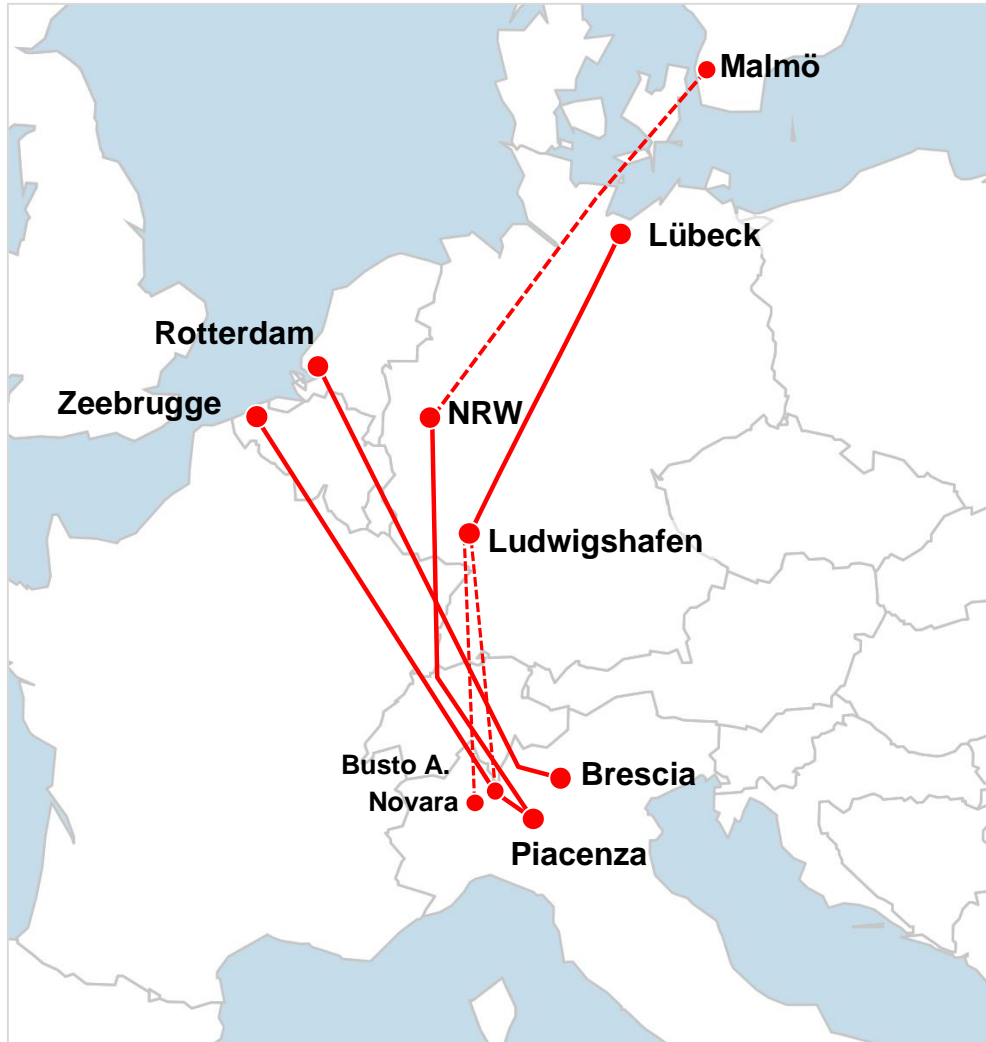 Malmö
Lübeck
Rotterdam
Zeebrugge
NRW
Ludwigshafen
Busto A.
Novara
Brescia
Piacenza